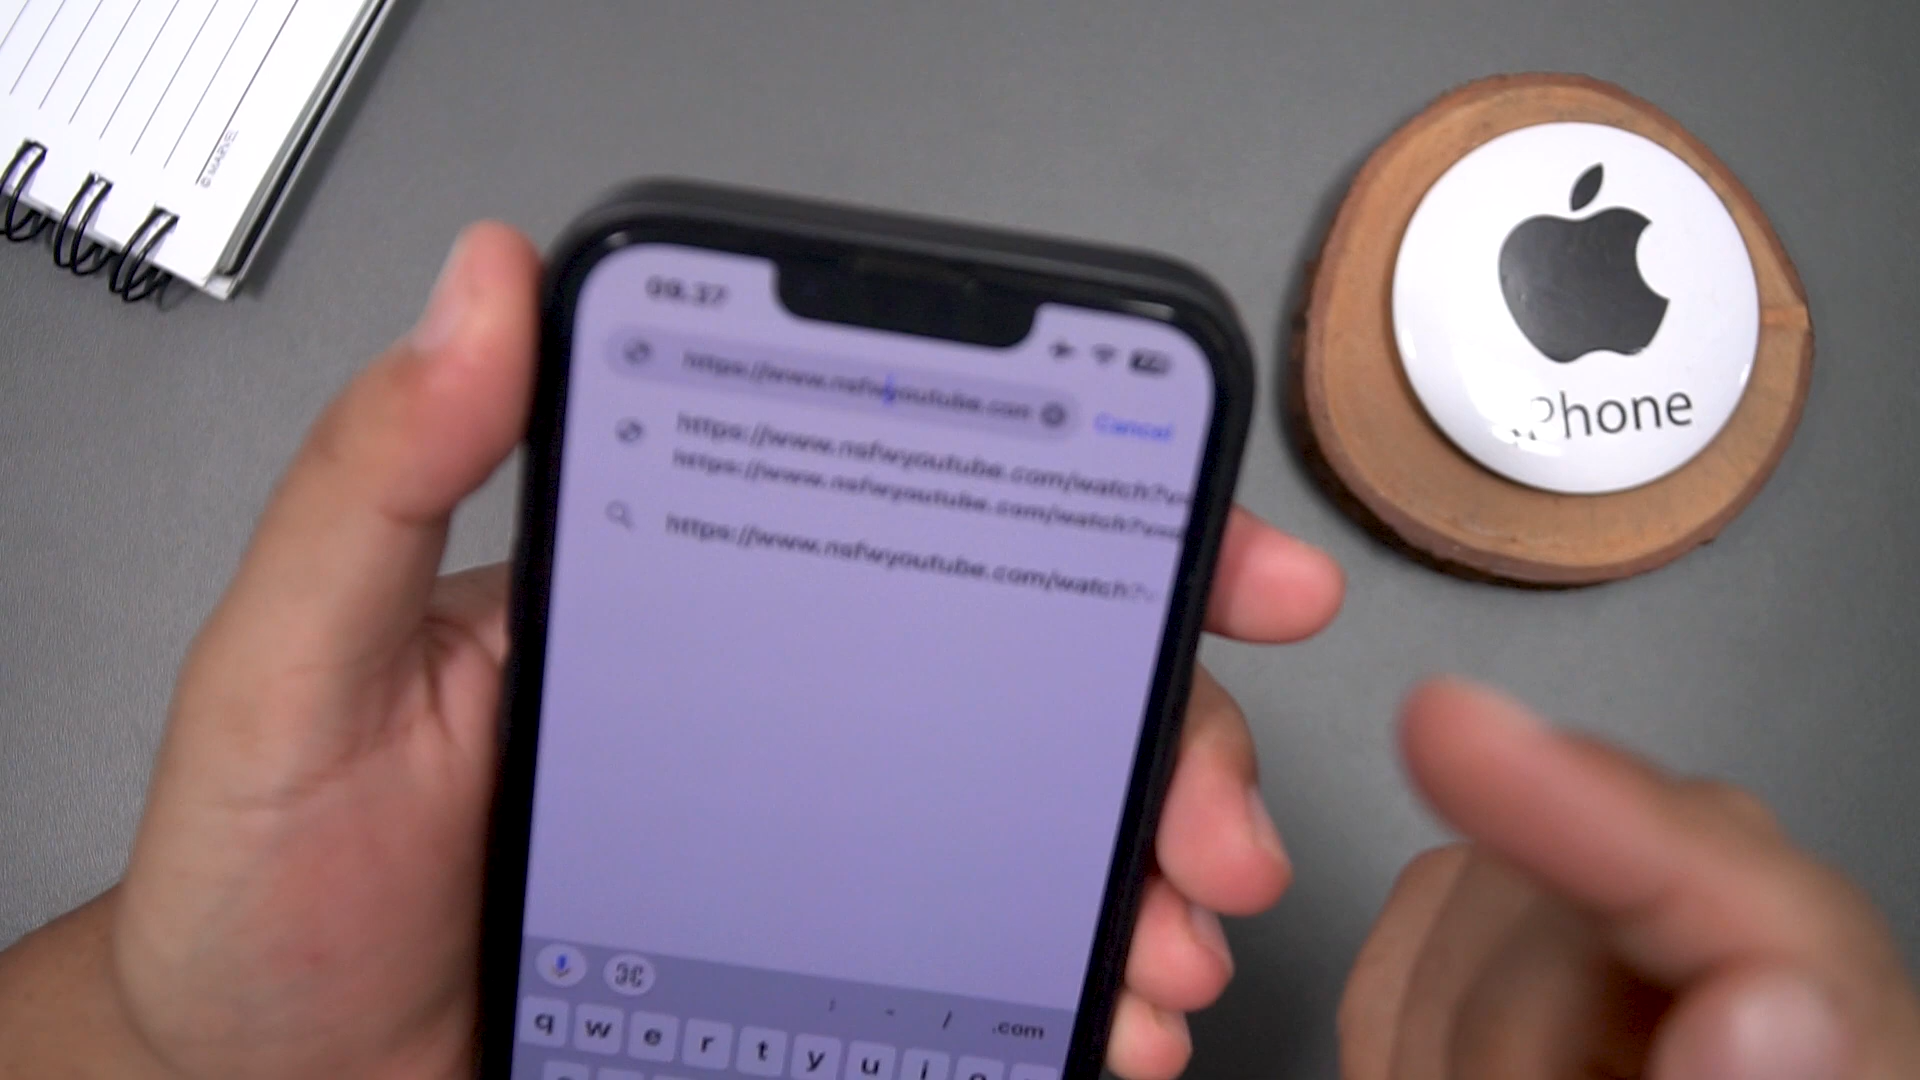 © MARVEL
09.37
https://www.nsfwyoutube.com
Cancel
https://www.nsfwyoutube.com/watch?v=
https://www.nsfwyoutube.com/watch?v=
https://www.nsfwyoutube.com/watch?v
: - / .com
q w e r t y u i
iPhone